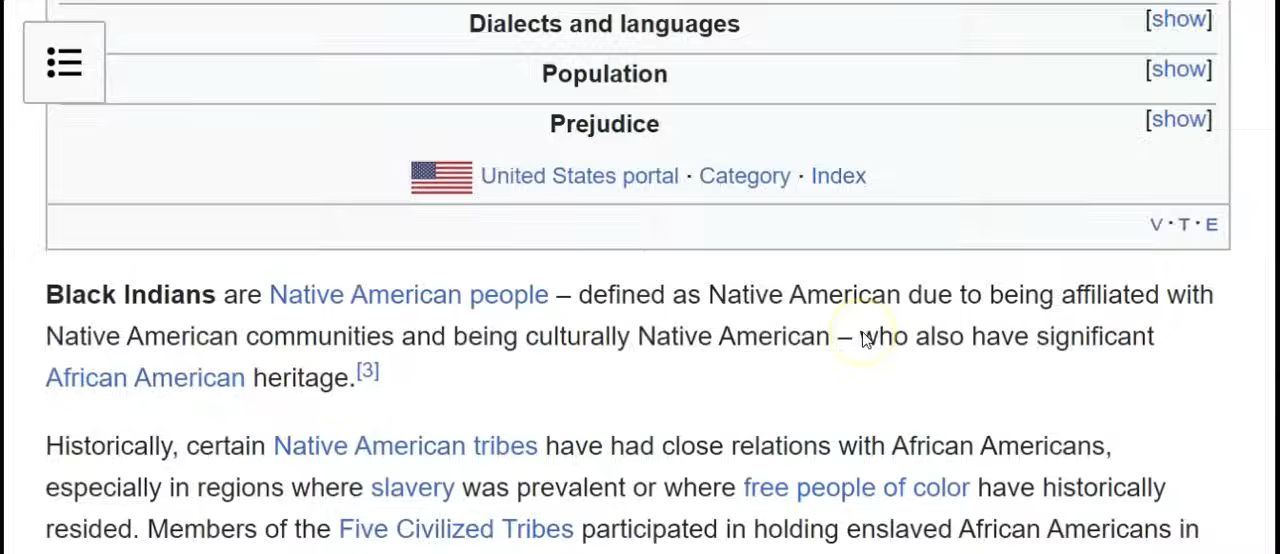 Dialects and languages [show]
Population [show]
Prejudice [show]
United States portal · Category · Index
V · T · E
Black Indians are Native American people – defined as Native American due to being affiliated with
Native American communities and being culturally Native American – who also have significant
African American heritage.[3]
Historically, certain Native American tribes have had close relations with African Americans,
especially in regions where slavery was prevalent or where free people of color have historically
resided. Members of the Five Civilized Tribes participated in holding enslaved African Americans in